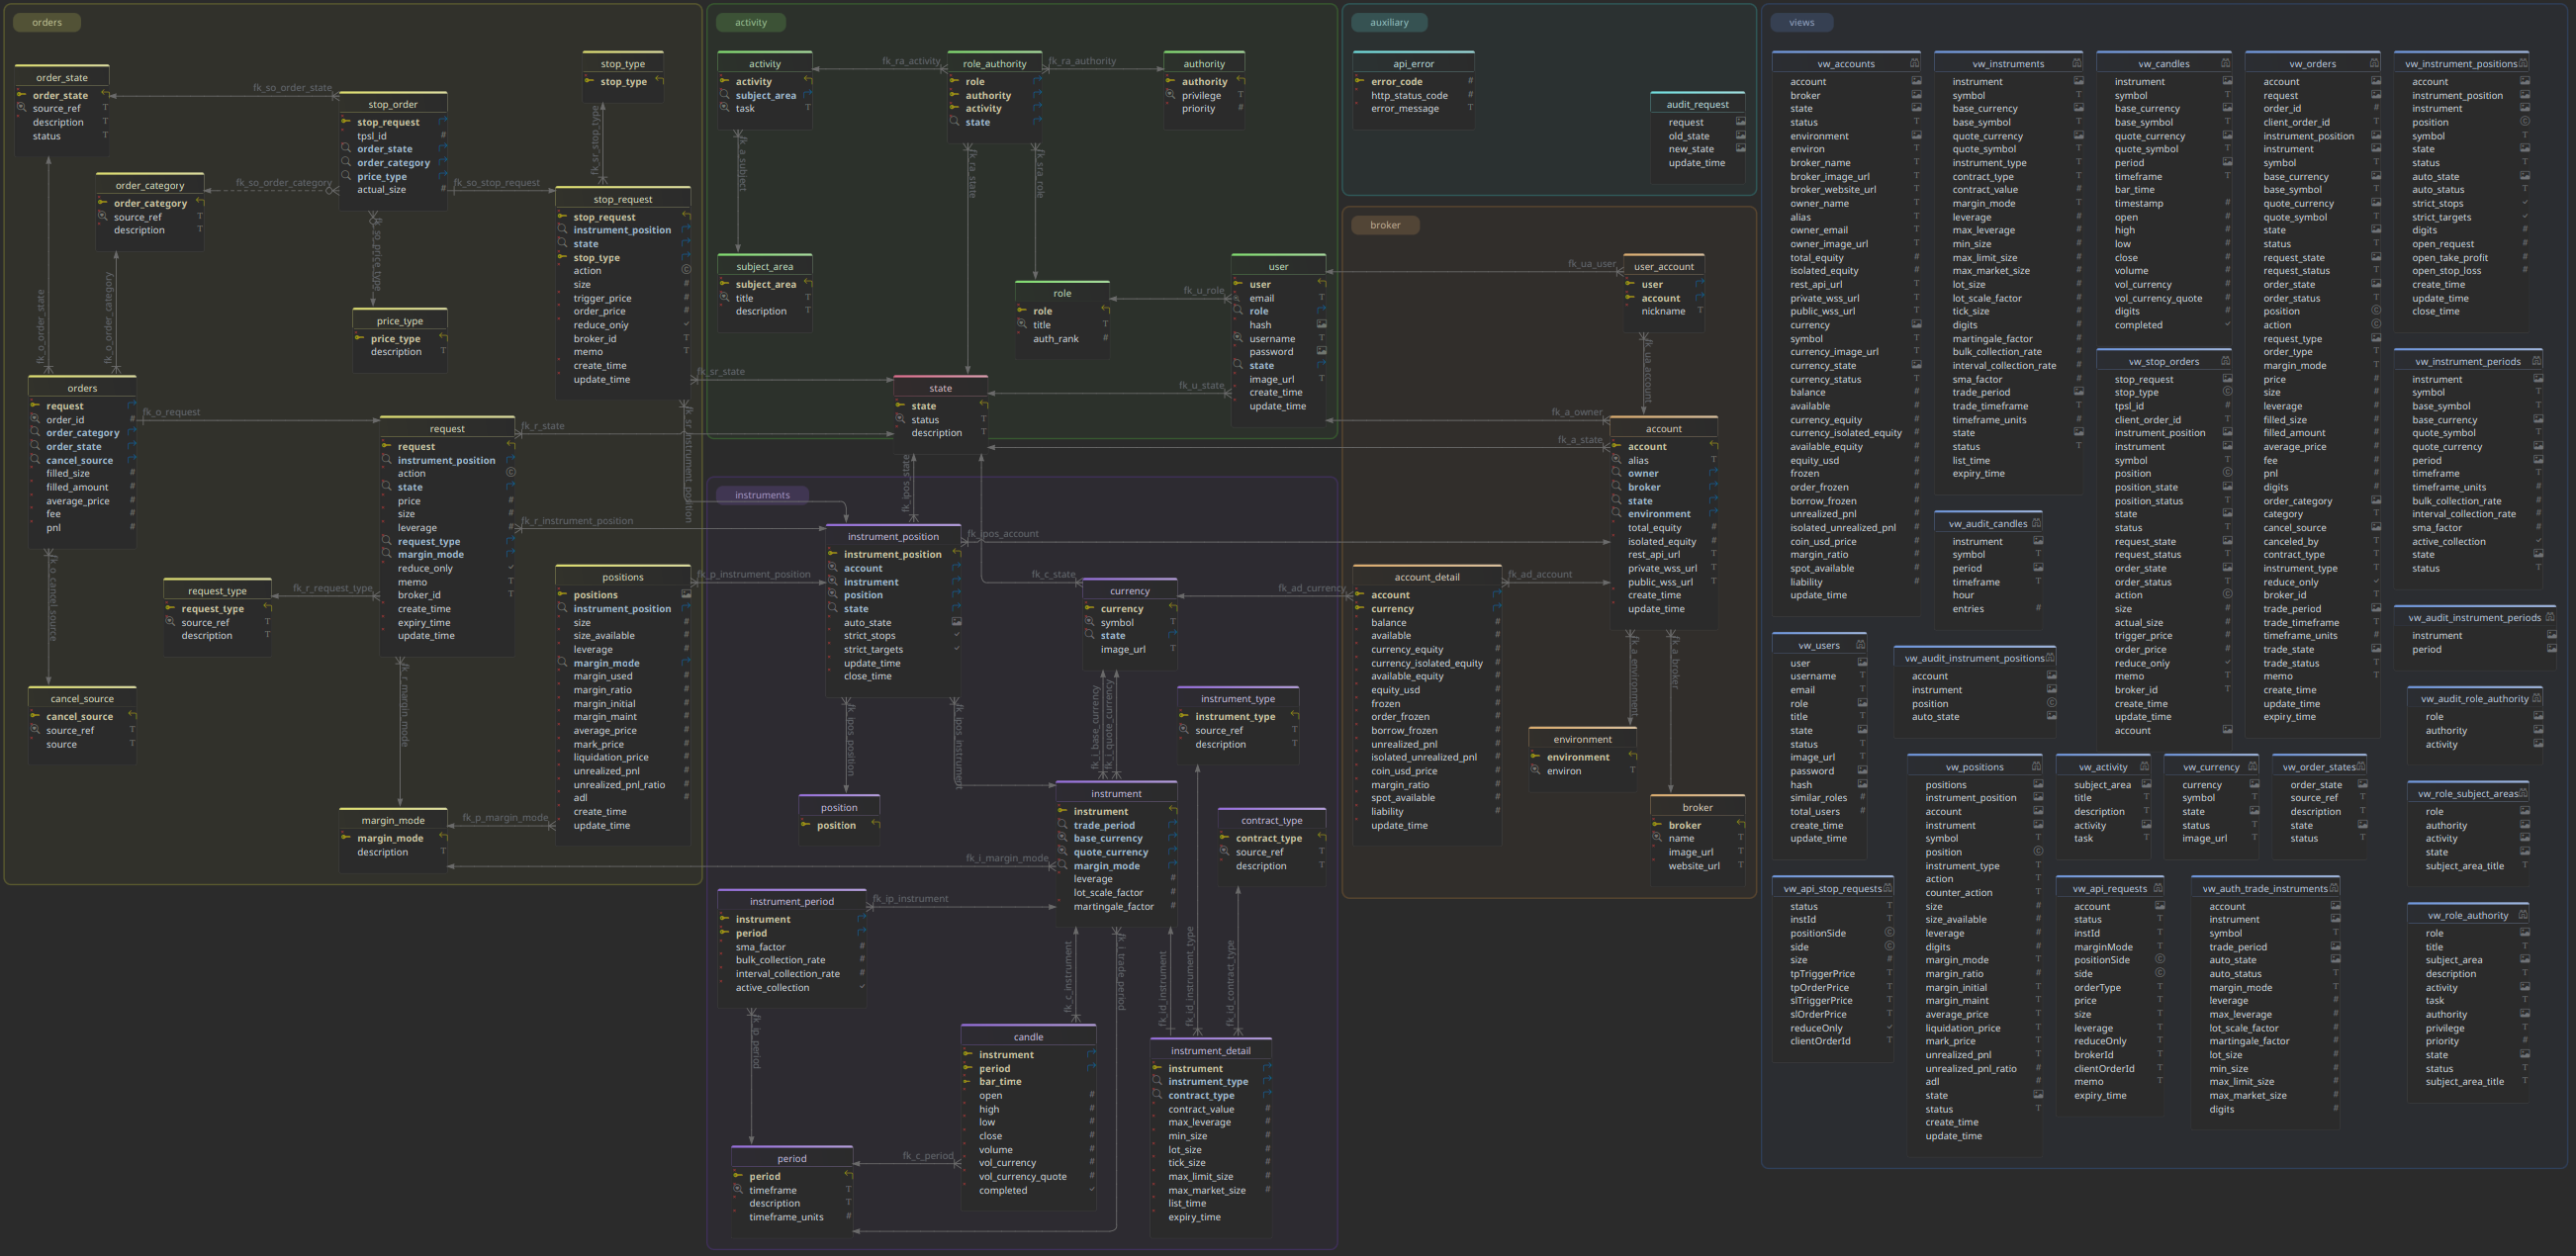 orders
order_state
order_state
source_ref
description
status
fk_so_order_state
stop_type
stop_type
stop_order
stop_request
tpsl_id
order_state
order_category
price_type
actual_size
fk_sr_stop_type
order_category
order_category
source_ref
description
fk_so_order_category
fk_so_stop_request
fk_so_price_type
stop_request
stop_request
instrument_position
state
stop_type
action
size
trigger_price
order_price
reduce_only
broker_id
memo
create_time
update_time
price_type
price_type
description
fk_o_order_state
fk_o_order_category
orders
request
order_id
order_category
order_state
cancel_source
filled_size
filled_amount
average_price
fee
pnl
fk_o_request
request
request
instrument_position
action
state
price
size
leverage
request_type
margin_mode
reduce_only
memo
broker_id
create_time
expiry_time
update_time
fk_sr_state
fk_r_state
fk_sr_instrument_position
fk_r_instrument_position
fk_o_cancel_source
request_type
request_type
source_ref
description
fk_r_request_type
fk_r_margin_mode
positions
positions
instrument_position
size
size_available
leverage
margin_mode
margin_used
margin_ratio
margin_initial
margin_maint
average_price
mark_price
liquidation_price
unrealized_pnl
unrealized_pnl_ratio
adl
create_time
update_time
fk_p_instrument_position
cancel_source
cancel_source
source_ref
source
margin_mode
margin_mode
description
fk_p_margin_mode
activity
activity
activity
subject_area
task
fk_ra_activity
role_authority
role
authority
activity
state
fk_ra_authority
authority
authority
privilege
priority
fk_a_subject
fk_ra_state
fk_sra_role
subject_area
subject_area
title
description
role
role
title
auth_rank
fk_u_role
user
user
email
role
hash
username
password
state
image_url
create_time
update_time
fk_u_state
state
state
status
description
instruments
fk_ipos_state
instrument_position
instrument_position
account
instrument
position
state
auto_state
strict_stops
strict_targets
update_time
close_time
fk_ipos_account
fk_c_state
currency
currency
symbol
state
image_url
fk_ipos_position
fk_ipos_instrument
fk_i_base_currency
fk_i_quote_currency
instrument_type
instrument_type
source_ref
description
position
position
instrument
instrument
trade_period
base_currency
quote_currency
margin_mode
leverage
lot_scale_factor
martingale_factor
fk_i_margin_mode
contract_type
contract_type
source_ref
description
instrument_period
instrument
period
sma_factor
bulk_collection_rate
interval_collection_rate
active_collection
fk_ip_instrument
fk_c_instrument
fk_i_trade_period
fk_id_instrument
fk_id_instrument_type
fk_id_contract_type
fk_ip_period
candle
instrument
period
bar_time
open
high
low
close
volume
vol_currency
vol_currency_quote
completed
instrument_detail
instrument
instrument_type
contract_type
contract_value
max_leverage
min_size
lot_size
tick_size
max_limit_size
max_market_size
list_time
expiry_time
period
period
timeframe
description
timeframe_units
fk_c_period
auxiliary
api_error
error_code
http_status_code
error_message
audit_request
request
old_state
new_state
update_time
broker
fk_ua_user
user_account
user
account
nickname
fk_ua_account
fk_a_owner
fk_a_state
account
account
alias
owner
broker
state
environment
total_equity
isolated_equity
rest_api_url
private_wss_url
public_wss_url
create_time
update_time
account_detail
account
currency
balance
available
currency_equity
currency_isolated_equity
available_equity
equity_usd
frozen
order_frozen
borrow_frozen
unrealized_pnl
isolated_unrealized_pnl
coin_usd_price
margin_ratio
spot_available
liability
update_time
fk_ad_account
fk_ad_currency
fk_a_environment
fk_a_broker
environment
environment
environ
broker
broker
name
image_url
website_url
views
vw_accounts
account
broker
state
status
environment
environ
broker_name
broker_image_url
broker_website_url
owner_name
alias
owner_email
owner_image_url
total_equity
isolated_equity
rest_api_url
private_wss_url
public_wss_url
currency
symbol
currency_image_url
currency_state
currency_status
balance
available
currency_equity
currency_isolated_equity
available_equity
equity_usd
frozen
order_frozen
borrow_frozen
unrealized_pnl
isolated_unrealized_pnl
coin_usd_price
margin_ratio
spot_available
liability
update_time
vw_instruments
instrument
symbol
base_currency
base_symbol
quote_currency
quote_symbol
instrument_type
contract_type
contract_value
margin_mode
leverage
max_leverage
min_size
max_limit_size
max_market_size
lot_size
lot_scale_factor
tick_size
digits
martingale_factor
bulk_collection_rate
interval_collection_rate
sma_factor
trade_period
trade_timeframe
timeframe_units
state
status
list_time
expiry_time
vw_candles
instrument
symbol
base_currency
base_symbol
quote_currency
quote_symbol
period
timeframe
bar_time
timestamp
open
high
low
close
volume
vol_currency
vol_currency_quote
digits
completed
vw_orders
account
request
order_id
client_order_id
instrument_position
instrument
symbol
base_currency
base_symbol
quote_currency
quote_symbol
state
status
request_state
request_status
order_state
order_status
position
action
request_type
order_type
margin_mode
price
size
leverage
filled_size
filled_amount
average_price
fee
pnl
digits
order_category
category
cancel_source
canceled_by
contract_type
instrument_type
reduce_only
broker_id
trade_period
trade_timeframe
timeframe_units
trade_state
trade_status
memo
create_time
update_time
expiry_time
vw_instrument_positions
account
instrument_position
instrument
position
symbol
state
status
auto_state
auto_status
strict_stops
strict_targets
digits
open_request
open_take_profit
open_stop_loss
create_time
update_time
close_time
vw_stop_orders
stop_request
stop_type
tpsl_id
client_order_id
instrument_position
instrument
symbol
position
position_state
position_status
state
status
request_state
request_status
order_state
order_status
action
size
actual_size
trigger_price
order_price
reduce_only
memo
broker_id
create_time
update_time
account
vw_instrument_periods
instrument
symbol
base_symbol
base_currency
quote_symbol
quote_currency
period
timeframe
timeframe_units
bulk_collection_rate
interval_collection_rate
sma_factor
active_collection
state
status
vw_audit_candles
instrument
symbol
period
timeframe
hour
entries
vw_audit_instrument_periods
instrument
period
vw_users
user
username
email
role
title
state
status
image_url
password
hash
similar_roles
total_users
create_time
update_time
vw_audit_instrument_positions
account
instrument
position
auto_state
vw_audit_role_authority
role
authority
activity
vw_positions
positions
instrument_position
account
instrument
symbol
position
instrument_type
action
counter_action
size
size_available
leverage
digits
margin_mode
margin_ratio
margin_initial
margin_maint
average_price
liquidation_price
mark_price
unrealized_pnl
unrealized_pnl_ratio
adl
state
status
create_time
update_time
vw_activity
subject_area
title
description
activity
task
vw_currency
currency
symbol
state
status
image_url
vw_order_states
order_state
source_ref
description
state
status
vw_role_subject_areas
role
authority
activity
state
subject_area_title
vw_api_stop_requests
status
instId
positionSide
side
size
tpTriggerPrice
tpOrderPrice
slTriggerPrice
slOrderPrice
reduceOnly
clientOrderId
vw_api_requests
account
status
instId
marginMode
positionSide
side
orderType
price
size
leverage
reduceOnly
brokerId
clientOrderId
memo
expiry_time
vw_auth_trade_instruments
account
instrument
symbol
trade_period
auto_state
auto_status
margin_mode
leverage
max_leverage
lot_scale_factor
martingale_factor
lot_size
min_size
max_limit_size
max_market_size
digits
vw_role_authority
role
title
subject_area
description
activity
task
authority
privilege
priority
state
status
subject_area_title